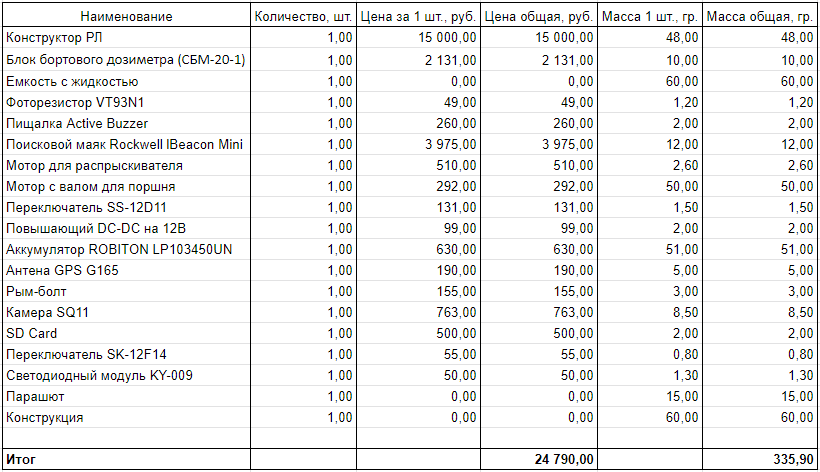 Наименование Количество, шт. Цена за 1 шт., руб. Цена общая, руб. Масса 1 шт., гр. Масса общая, гр.
Конструктор РЛ 1,00 15 000,00 15 000,00 48,00 48,00
Блок бортового дозиметра (СБМ-20-1) 1,00 2 131,00 2 131,00 10,00 10,00
Емкость с жидкостью 1,00 0,00 0,00 60,00 60,00
Фоторезистор VT93N1 1,00 49,00 49,00 1,20 1,20
Пищалка Active Buzzer 1,00 260,00 260,00 2,00 2,00
Поисковой маяк Rockwell IBeacon Mini 1,00 3 975,00 3 975,00 12,00 12,00
Мотор для распрыскивателя 1,00 510,00 510,00 2,60 2,60
Мотор с валом для поршня 1,00 292,00 292,00 50,00 50,00
Переключатель SS-12D11 1,00 131,00 131,00 1,50 1,50
Повышающий DC-DC на 12В 1,00 99,00 99,00 2,00 2,00
Аккумулятор ROBITON LP103450UN 1,00 630,00 630,00 51,00 51,00
Антена GPS G165 1,00 190,00 190,00 5,00 5,00
Рым-болт 1,00 155,00 155,00 3,00 3,00
Камера SQ11 1,00 763,00 763,00 8,50 8,50
SD Card 1,00 500,00 500,00 2,00 2,00
Переключатель SK-12F14 1,00 55,00 55,00 0,80 0,80
Светодиодный модуль KY-009 1,00 50,00 50,00 1,30 1,30
Парашют 1,00 0,00 0,00 15,00 15,00
Конструкция 1,00 0,00 0,00 60,00 60,00
Итог 24 790,00 335,90